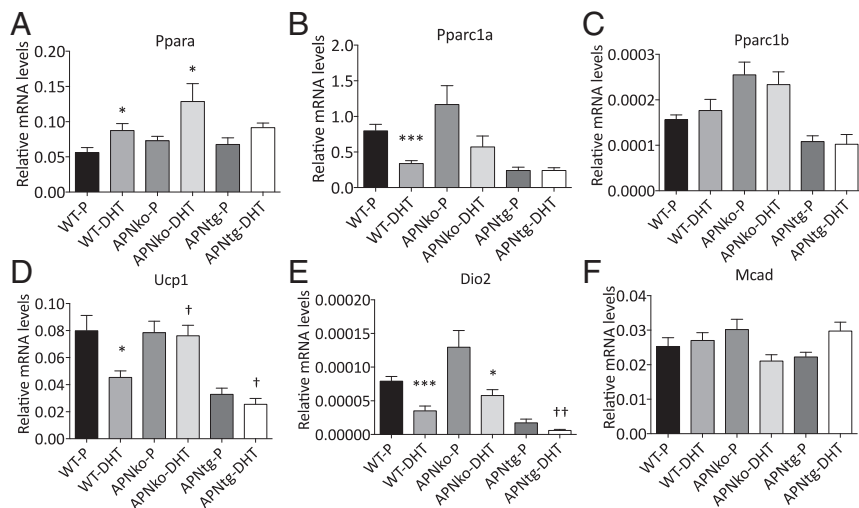 A
Ppara
Relative mRNA levels
0.20
0.15
0.10
0.05
0.00
*
*
WT-P
WT-DHT
APNko-P
APNko-DHT
APNtg-P
APNtg-DHT
B
Pparc1a
Relative mRNA levels
2.0
1.5
1.0
0.5
0.0
***
WT-P
WT-DHT
APNko-P
APNko-DHT
APNtg-P
APNtg-DHT
C
Pparc1b
Relative mRNA levels
0.0003
0.0002
0.0001
0.0000
WT-P
WT-DHT
APNko-P
APNko-DHT
APNtg-P
APNtg-DHT
D
Ucp1
Relative mRNA levels
0.10
0.08
0.06
0.04
0.02
0.00
*
†
†
WT-P
WT-DHT
APNko-P
APNko-DHT
APNtg-P
APNtg-DHT
E
Dio2
Relative mRNA levels
0.00020
0.00015
0.00010
0.00005
0.00000
***
*
††
WT-P
WT-DHT
APNko-P
APNko-DHT
APNtg-P
APNtg-DHT
F
Mcad
Relative mRNA levels
0.04
0.03
0.02
0.01
0.00
WT-P
WT-DHT
APNko-P
APNko-DHT
APNtg-P
APNtg-DHT